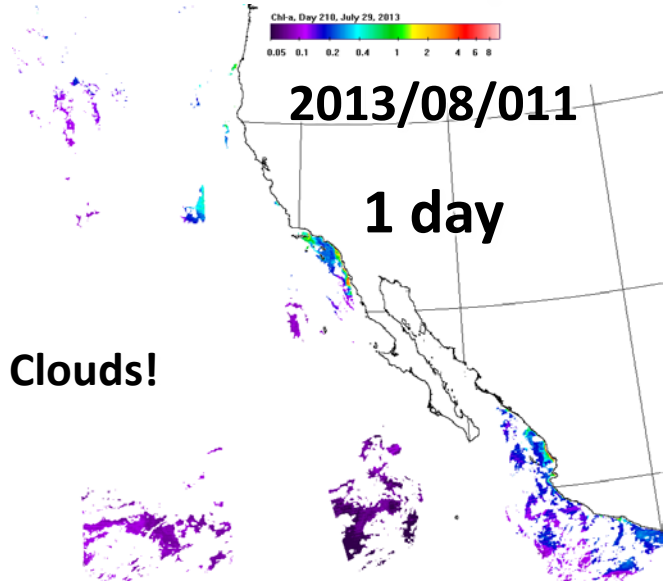 Chl-a, Day 210, July 29, 2013
0.05 0.1 0.2 0.4 1 2 4 6 8
2013/08/011
1 day
Clouds!